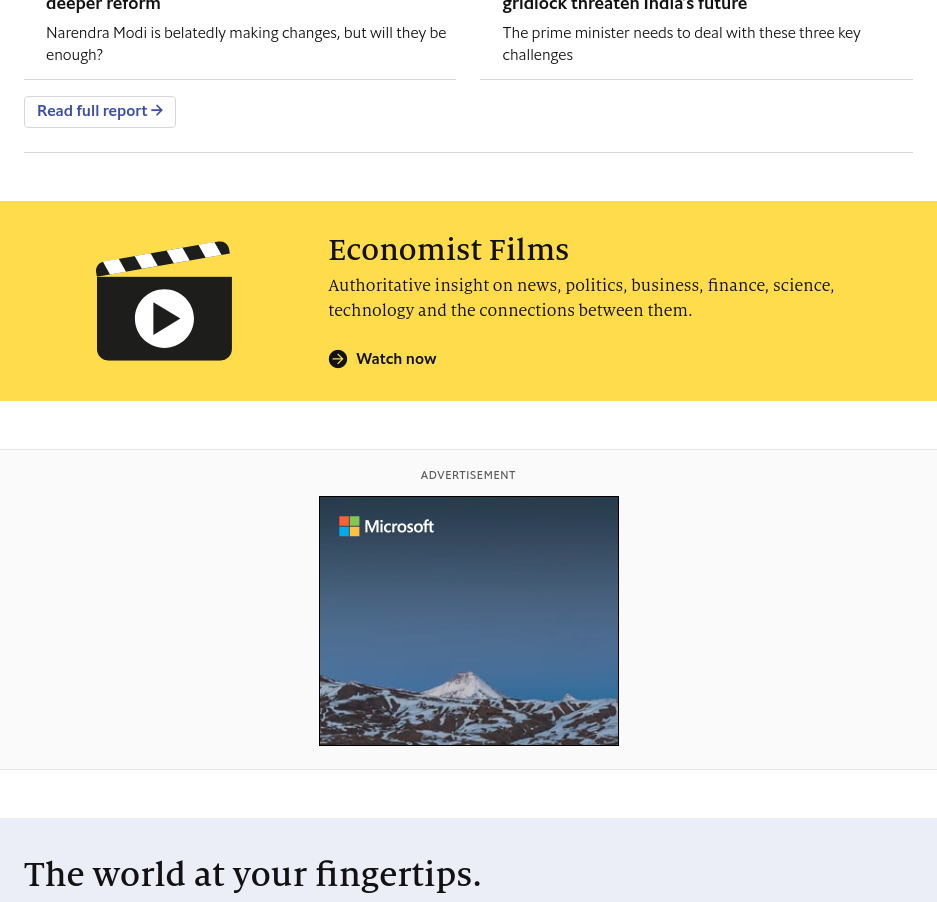 deeper reform
gridlock threaten India's future
Narendra Modi is belatedly making changes, but will they be
enough?
The prime minister needs to deal with these three key
challenges
Read full report
Economist Films
Authoritative insight on news, politics, business, finance, science,
technology and the connections between them.
Watch now
ADVERTISEMENT
Microsoft
The world at your fingertips.